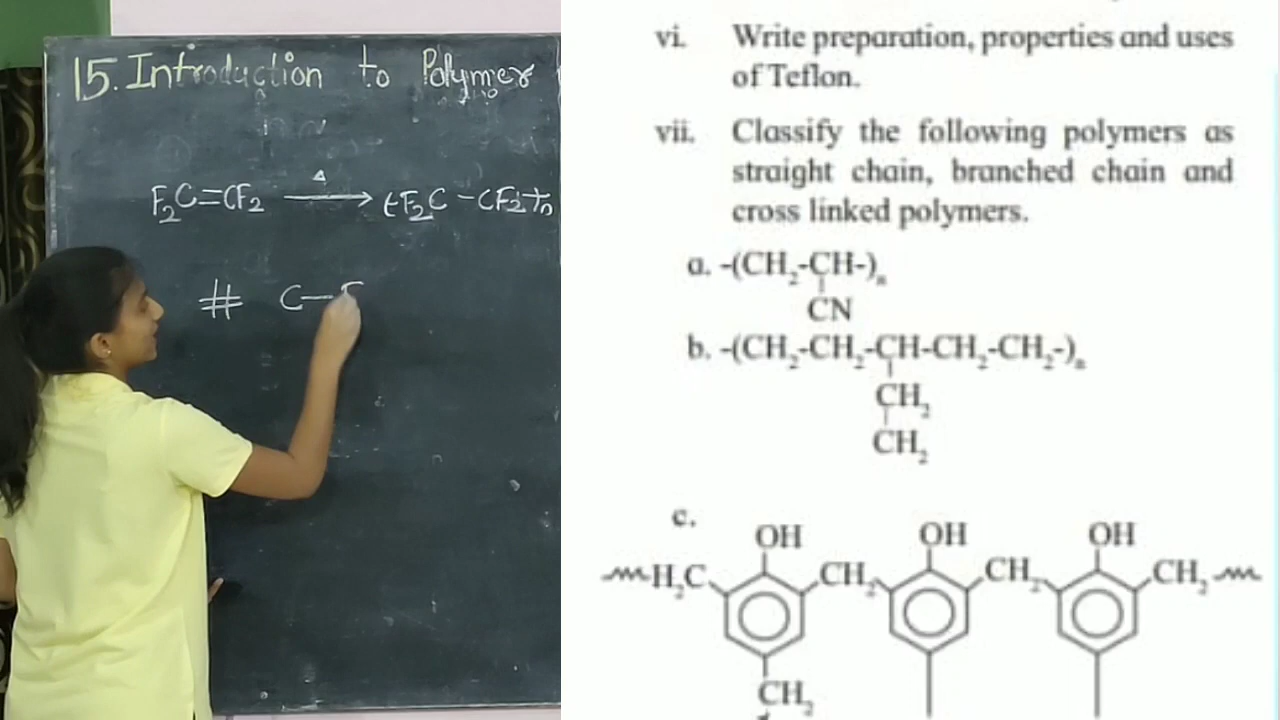 15. Introduction to Polymer
F₂C=CF₂ —Δ→ ⟮F₂C-CF₂⟯n
# C—F
vi. Write preparation, properties and uses
of Teflon.
vii. Classify the following polymers as
straight chain, branched chain and
cross linked polymers.
a. -(CH₂-CH-)ₙ
CN
b. -(CH₂-CH₂-CH-CH₂-CH₂-)ₙ
CH₂
CH₂
c.
OH OH OH
H₂C CH₂ CH₂ CH₂
CH₂